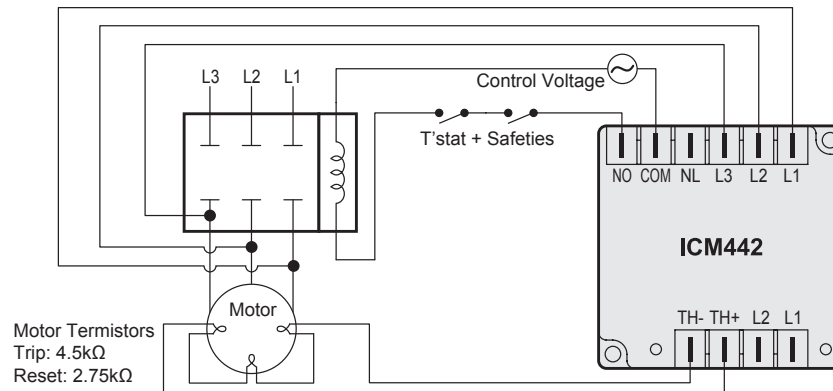 L3 L2 L1
Control Voltage
T'stat + Safeties
NO COM NL L3 L2 L1
ICM442
Motor
TH- TH+ L2 L1
Motor Termistors
Trip: 4.5kΩ
Reset: 2.75kΩ